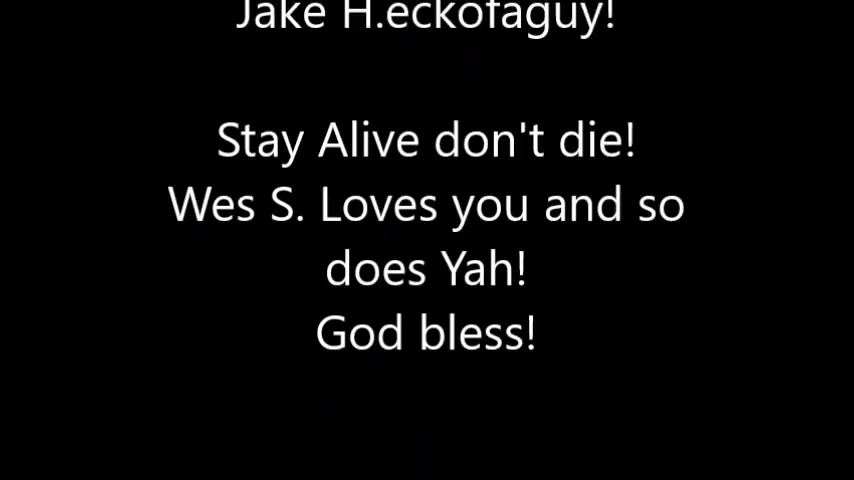 Jake H.eckofaguy!
Stay Alive don't die!
Wes S. Loves you and so
does Yah!
God bless!